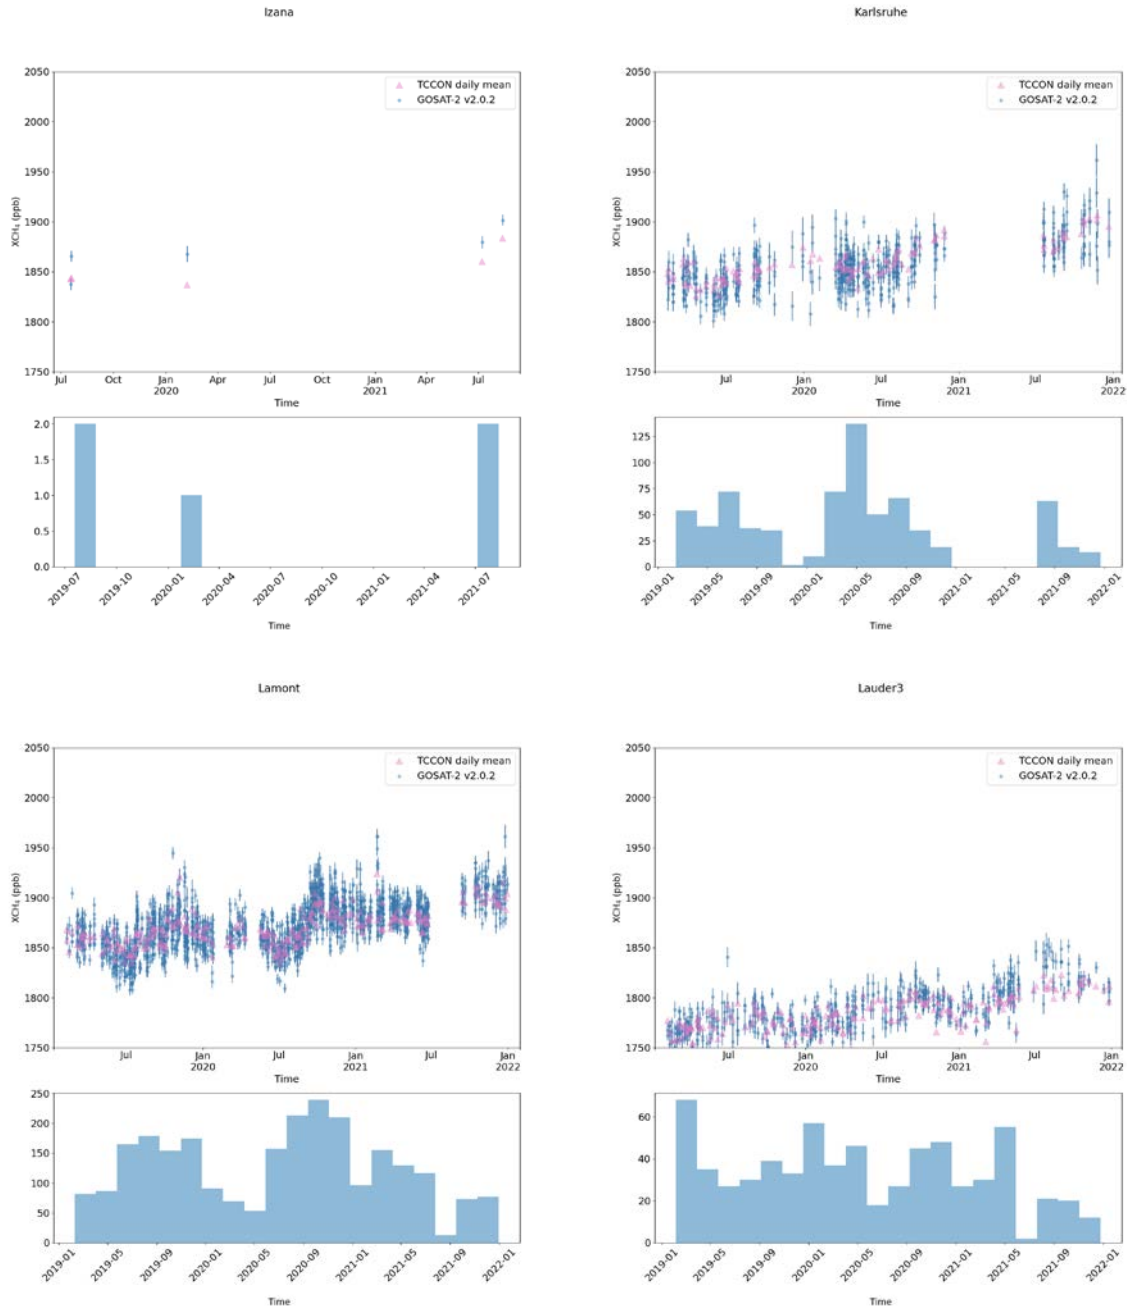 Izana
2050
2000
1950
1900
1850
1800
1750
XCH₄ (ppb)
TCCON daily mean
GOSAT-2 v2.0.2
Jul Oct Jan Apr Jul Oct Jan Apr Jul
2020 2021
Time
2.0
1.5
1.0
0.5
0.0
2019-07 2019-10 2020-01 2020-04 2020-07 2020-10 2021-01 2021-04 2021-07
Time
Karlsruhe
2050
2000
1950
1900
1850
1800
1750
XCH₄ (ppb)
TCCON daily mean
GOSAT-2 v2.0.2
Jul Jan Jul Jan Jul Jan
2020 2021 2022
Time
125
100
75
50
25
0
2019-01 2019-05 2019-09 2020-01 2020-05 2020-09 2021-01 2021-05 2021-09 2022-01
Time
Lamont
2050
2000
1950
1900
1850
1800
1750
XCH₄ (ppb)
TCCON daily mean
GOSAT-2 v2.0.2
Jul Jan Jul Jan Jul Jan
2020 2021 2022
Time
250
200
150
100
50
0
2019-01 2019-05 2019-09 2020-01 2020-05 2020-09 2021-01 2021-05 2021-09 2022-01
Time
Lauder3
2050
2000
1950
1900
1850
1800
1750
XCH₄ (ppb)
TCCON daily mean
GOSAT-2 v2.0.2
Jul Jan Jul Jan Jul Jan
2020 2021 2022
Time
60
40
20
0
2019-01 2019-05 2019-09 2020-01 2020-05 2020-09 2021-01 2021-05 2021-09 2022-01
Time